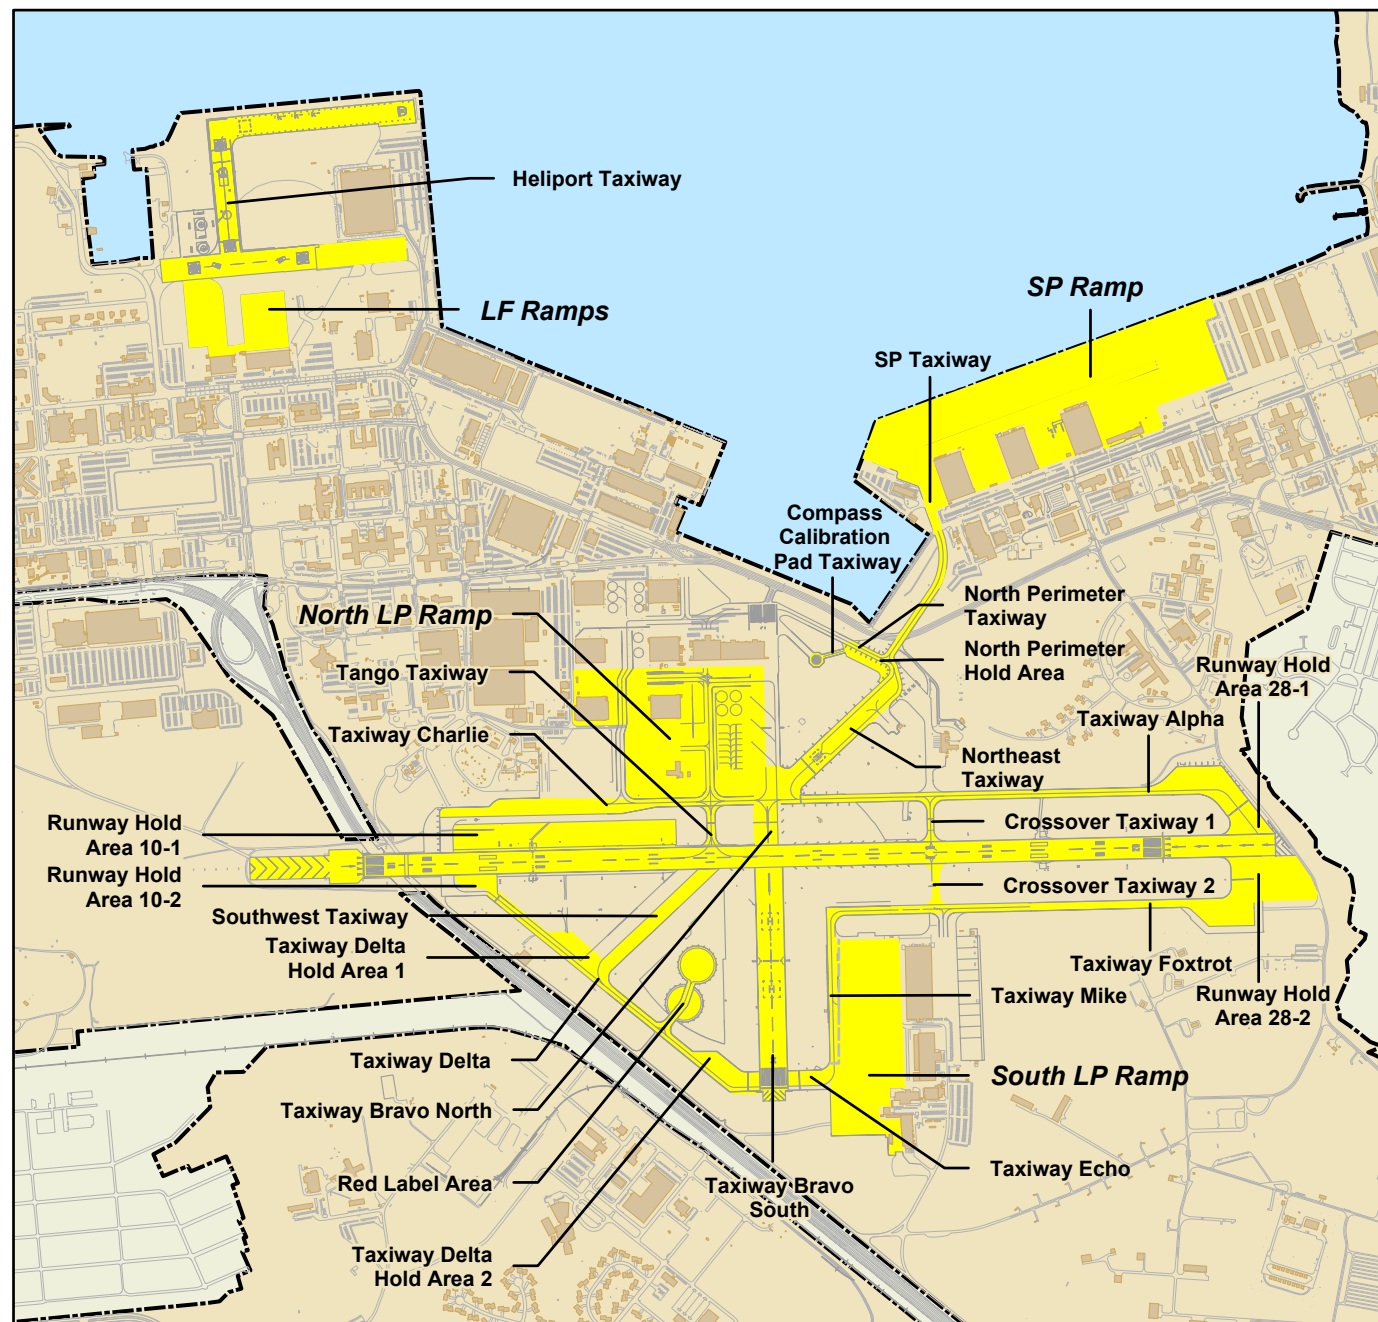 Heliport Taxiway
LF Ramps
SP Ramp
SP Taxiway
Compass
Calibration
Pad Taxiway
North Perimeter
Taxiway
North Perimeter
Hold Area
North LP Ramp
Tango Taxiway
Taxiway Charlie
Runway Hold
Area 28-1
Taxiway Alpha
Northeast
Taxiway
Runway Hold
Area 10-1
Crossover Taxiway 1
Runway Hold
Area 10-2
Crossover Taxiway 2
Southwest Taxiway
Taxiway Delta
Hold Area 1
Taxiway Foxtrot
Taxiway Mike
Runway Hold
Area 28-2
Taxiway Delta
South LP Ramp
Taxiway Bravo North
Red Label Area
Taxiway Bravo
South
Taxiway Echo
Taxiway Delta
Hold Area 2